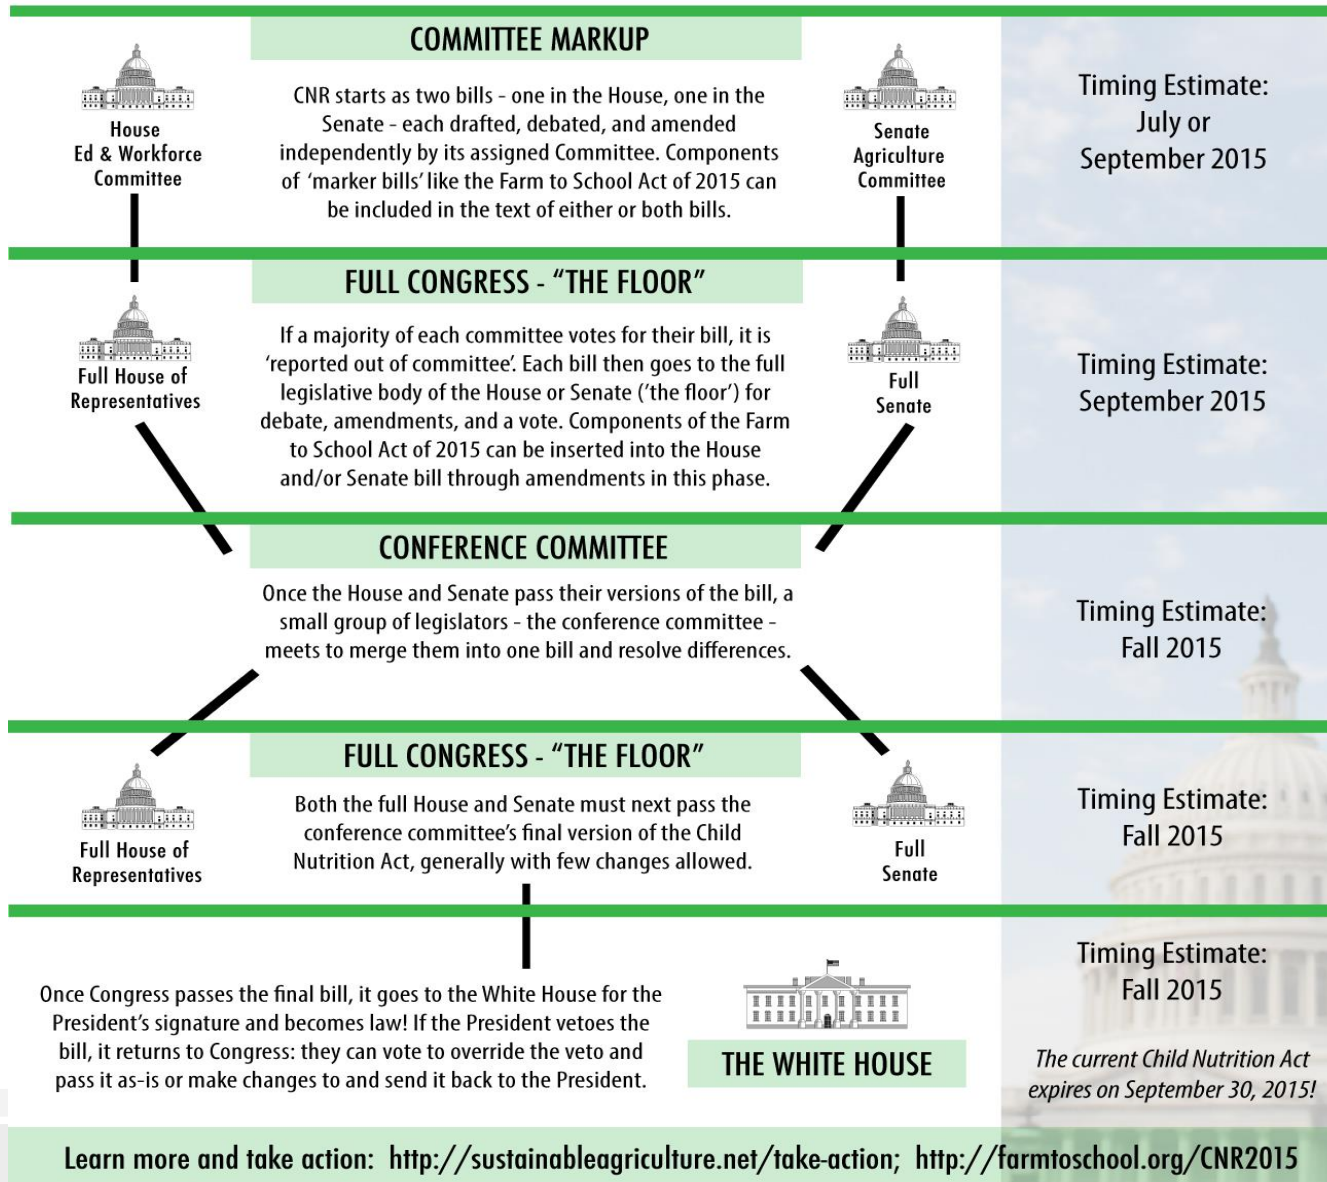 COMMITTEE MARKUP
House
Ed & Workforce
Committee
CNR starts as two bills - one in the House, one in the
Senate - each drafted, debated, and amended
independently by its assigned Committee. Components
of 'marker bills' like the Farm to School Act of 2015 can
be included in the text of either or both bills.
Senate
Agriculture
Committee
Timing Estimate:
July or
September 2015
FULL CONGRESS - “THE FLOOR”
Full House of
Representatives
If a majority of each committee votes for their bill, it is
'reported out of committee'. Each bill then goes to the full
legislative body of the House or Senate ('the floor') for
debate, amendments, and a vote. Components of the Farm
to School Act of 2015 can be inserted into the House
and/or Senate bill through amendments in this phase.
Full
Senate
Timing Estimate:
September 2015
CONFERENCE COMMITTEE
Once the House and Senate pass their versions of the bill, a
small group of legislators - the conference committee -
meets to merge them into one bill and resolve differences.
Timing Estimate:
Fall 2015
FULL CONGRESS - “THE FLOOR”
Full House of
Representatives
Both the full House and Senate must next pass the
conference committee's final version of the Child
Nutrition Act, generally with few changes allowed.
Full
Senate
Timing Estimate:
Fall 2015
Once Congress passes the final bill, it goes to the White House for the
President's signature and becomes law! If the President vetoes the
bill, it returns to Congress: they can vote to override the veto and
pass it as-is or make changes to and send it back to the President.
THE WHITE HOUSE
Timing Estimate:
Fall 2015
The current Child Nutrition Act
expires on September 30, 2015!
Learn more and take action: http://sustainableagriculture.net/take-action; http://farmtoschool.org/CNR2015